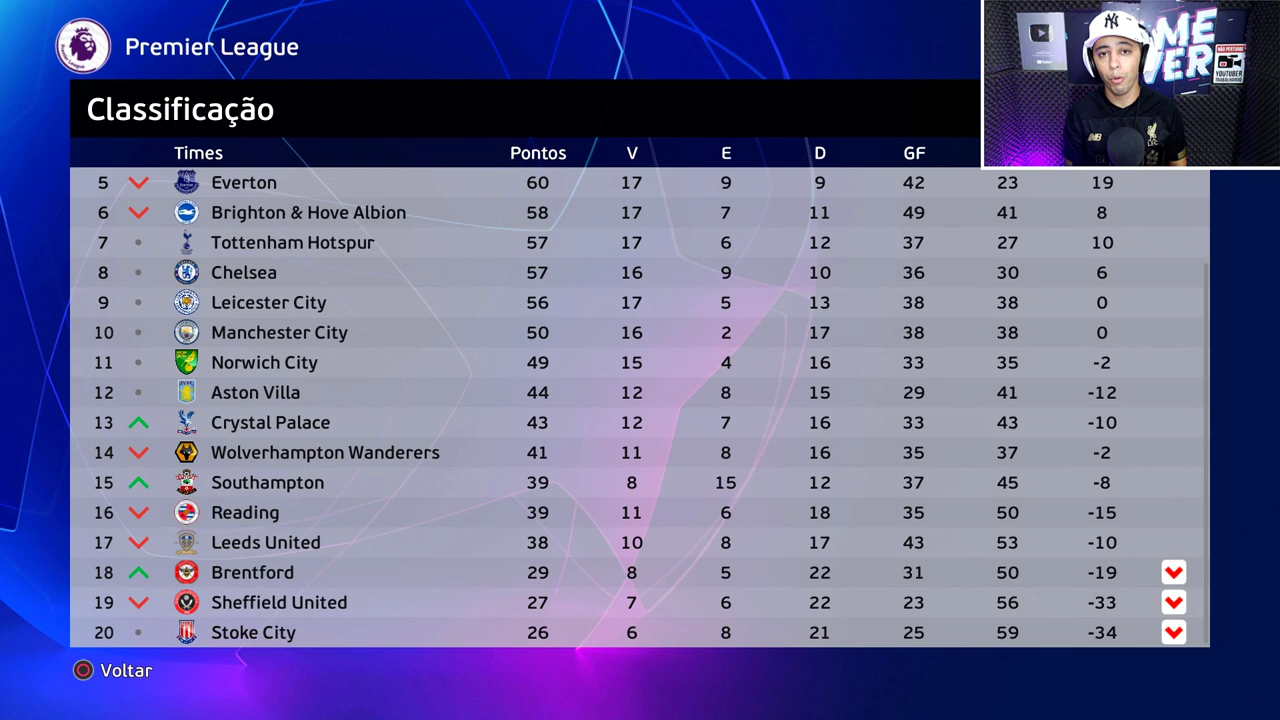 Premier League
Classificação
Times Pontos V E D GF
5 Everton 60 17 9 9 42 23 19
6 Brighton & Hove Albion 58 17 7 11 49 41 8
7 Tottenham Hotspur 57 17 6 12 37 27 10
8 Chelsea 57 16 9 10 36 30 6
9 Leicester City 56 17 5 13 38 38 0
10 Manchester City 50 16 2 17 38 38 0
11 Norwich City 49 15 4 16 33 35 -2
12 Aston Villa 44 12 8 15 29 41 -12
13 Crystal Palace 43 12 7 16 33 43 -10
14 Wolverhampton Wanderers 41 11 8 16 35 37 -2
15 Southampton 39 8 15 12 37 45 -8
16 Reading 39 11 6 18 35 50 -15
17 Leeds United 38 10 8 17 43 53 -10
18 Brentford 29 8 5 22 31 50 -19
19 Sheffield United 27 7 6 22 23 56 -33
20 Stoke City 26 6 8 21 25 59 -34
Voltar
NY
NÃO PERTURBE
YOUTUBER
TRABALHANDO
NB